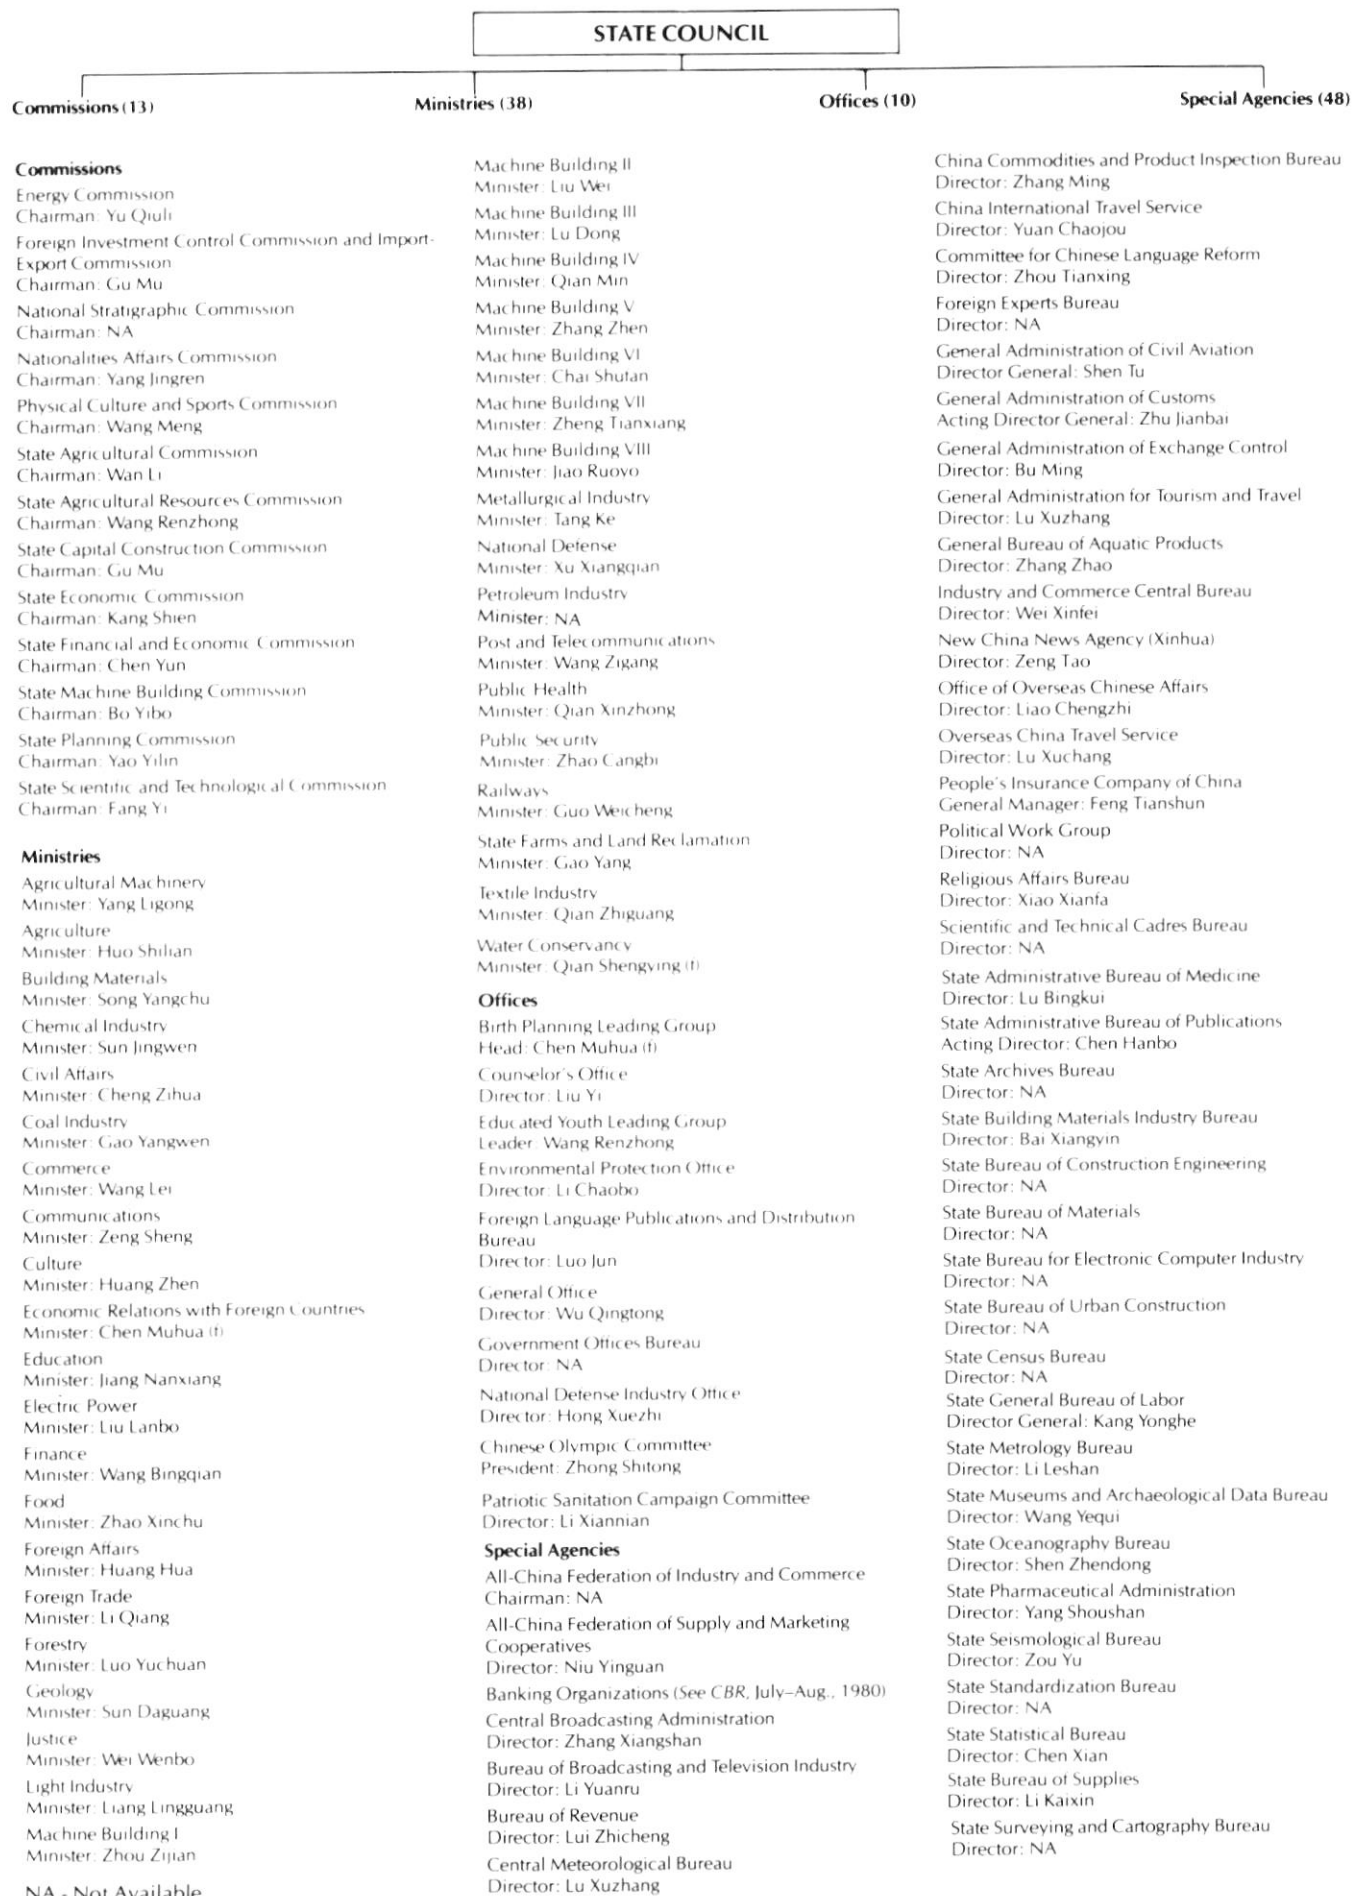 STATE COUNCIL
Commissions (13)
Ministries (38)
Offices (10)
Special Agencies (48)
Commissions
Energy Commission
Chairman: Yu Qiuli
Foreign Investment Control Commission and Import-
Export Commission
Chairman: Gu Mu
National Stratigraphic Commission
Chairman: NA
Nationalities Affairs Commission
Chairman: Yang Jingren
Physical Culture and Sports Commission
Chairman: Wang Meng
State Agricultural Commission
Chairman: Wan Li
State Agricultural Resources Commission
Chairman: Wang Renzhong
State Capital Construction Commission
Chairman: Gu Mu
State Economic Commission
Chairman: Kang Shien
State Financial and Economic Commission
Chairman: Chen Yun
State Machine Building Commission
Chairman: Bo Yibo
State Planning Commission
Chairman: Yao Yilin
State Scientific and Technological Commission
Chairman: Fang Yi
Ministries
Agricultural Machinery
Minister: Yang Ligong
Agriculture
Minister: Huo Shilian
Building Materials
Minister: Song Yangchu
Chemical Industry
Minister: Sun Jingwen
Civil Affairs
Minister: Cheng Zihua
Coal Industry
Minister: Gao Yangwen
Commerce
Minister: Wang Lei
Communications
Minister: Zeng Sheng
Culture
Minister: Huang Zhen
Economic Relations with Foreign Countries
Minister: Chen Muhua (f)
Education
Minister: Jiang Nanxiang
Electric Power
Minister: Liu Lanbo
Finance
Minister: Wang Bingqian
Food
Minister: Zhao Xinchu
Foreign Affairs
Minister: Huang Hua
Foreign Trade
Minister: Li Qiang
Forestry
Minister: Luo Yuchuan
Geology
Minister: Sun Daguang
Justice
Minister: Wei Wenbo
Light Industry
Minister: Liang Lingguang
Machine Building I
Minister: Zhou Zijian
NA - Not Available
Machine Building II
Minister: Liu Wei
Machine Building III
Minister: Lu Dong
Machine Building IV
Minister: Qian Min
Machine Building V
Minister: Zhang Zhen
Machine Building VI
Minister: Chai Shufan
Machine Building VII
Minister: Zheng Tianxiang
Machine Building VIII
Minister: Jiao Ruoyo
Metallurgical Industry
Minister: Tang Ke
National Defense
Minister: Xu Xiangqian
Petroleum Industry
Minister: NA
Post and Telecommunications
Minister: Wang Zigang
Public Health
Minister: Qian Xinzhong
Public Security
Minister: Zhao Cangbi
Railways
Minister: Guo Weicheng
State Farms and Land Reclamation
Minister: Gao Yang
Textile Industry
Minister: Qian Zhiguang
Water Conservancy
Minister: Qian Shengying (f)
Offices
Birth Planning Leading Group
Head: Chen Muhua (f)
Counselor's Office
Director: Liu Yi
Educated Youth Leading Group
Leader: Wang Renzhong
Environmental Protection Office
Director: Li Chaobo
Foreign Language Publications and Distribution
Bureau
Director: Luo Jun
General Office
Director: Wu Qingtong
Government Offices Bureau
Director: NA
National Defense Industry Office
Director: Hong Xuezhi
Chinese Olympic Committee
President: Zhong Shitong
Patriotic Sanitation Campaign Committee
Director: Li Xiannian
Special Agencies
All-China Federation of Industry and Commerce
Chairman: NA
All-China Federation of Supply and Marketing
Cooperatives
Director: Niu Yinguan
Banking Organizations (See CBR, July–Aug., 1980)
Central Broadcasting Administration
Director: Zhang Xiangshan
Bureau of Broadcasting and Television Industry
Director: Li Yuanru
Bureau of Revenue
Director: Lui Zhicheng
Central Meteorological Bureau
Director: Lu Xuzhang
China Commodities and Product Inspection Bureau
Director: Zhang Ming
China International Travel Service
Director: Yuan Chaojou
Committee for Chinese Language Reform
Director: Zhou Tianxing
Foreign Experts Bureau
Director: NA
General Administration of Civil Aviation
Director General: Shen Tu
General Administration of Customs
Acting Director General: Zhu Jianbai
General Administration of Exchange Control
Director: Bu Ming
General Administration for Tourism and Travel
Director: Lu Xuzhang
General Bureau of Aquatic Products
Director: Zhang Zhao
Industry and Commerce Central Bureau
Director: Wei Xinfei
New China News Agency (Xinhua)
Director: Zeng Tao
Office of Overseas Chinese Affairs
Director: Liao Chengzhi
Overseas China Travel Service
Director: Lu Xuchang
People's Insurance Company of China
General Manager: Feng Tianshun
Political Work Group
Director: NA
Religious Affairs Bureau
Director: Xiao Xianfa
Scientific and Technical Cadres Bureau
Director: NA
State Administrative Bureau of Medicine
Director: Lu Bingkui
State Administrative Bureau of Publications
Acting Director: Chen Hanbo
State Archives Bureau
Director: NA
State Building Materials Industry Bureau
Director: Bai Xiangyin
State Bureau of Construction Engineering
Director: NA
State Bureau of Materials
Director: NA
State Bureau for Electronic Computer Industry
Director: NA
State Bureau of Urban Construction
Director: NA
State Census Bureau
Director: NA
State General Bureau of Labor
Director General: Kang Yonghe
State Metrology Bureau
Director: Li Leshan
State Museums and Archaeological Data Bureau
Director: Wang Yequi
State Oceanography Bureau
Director: Shen Zhendong
State Pharmaceutical Administration
Director: Yang Shoushan
State Seismological Bureau
Director: Zou Yu
State Standardization Bureau
Director: NA
State Statistical Bureau
Director: Chen Xian
State Bureau of Supplies
Director: Li Kaixin
State Surveying and Cartography Bureau
Director: NA